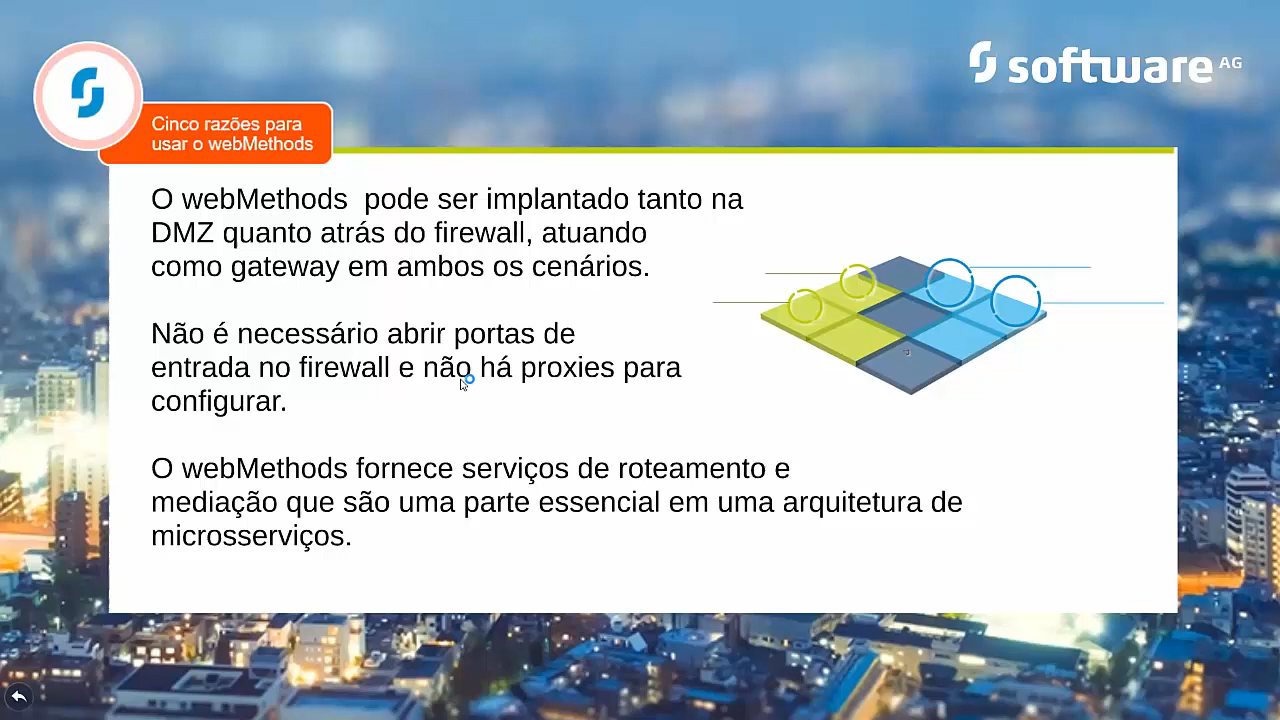 software AG
Cinco razões para
usar o webMethods
O webMethods pode ser implantado tanto na
DMZ quanto atrás do firewall, atuando
como gateway em ambos os cenários.
Não é necessário abrir portas de
entrada no firewall e não há proxies para
configurar.
O webMethods fornece serviços de roteamento e
mediação que são uma parte essencial em uma arquitetura de
microsserviços.